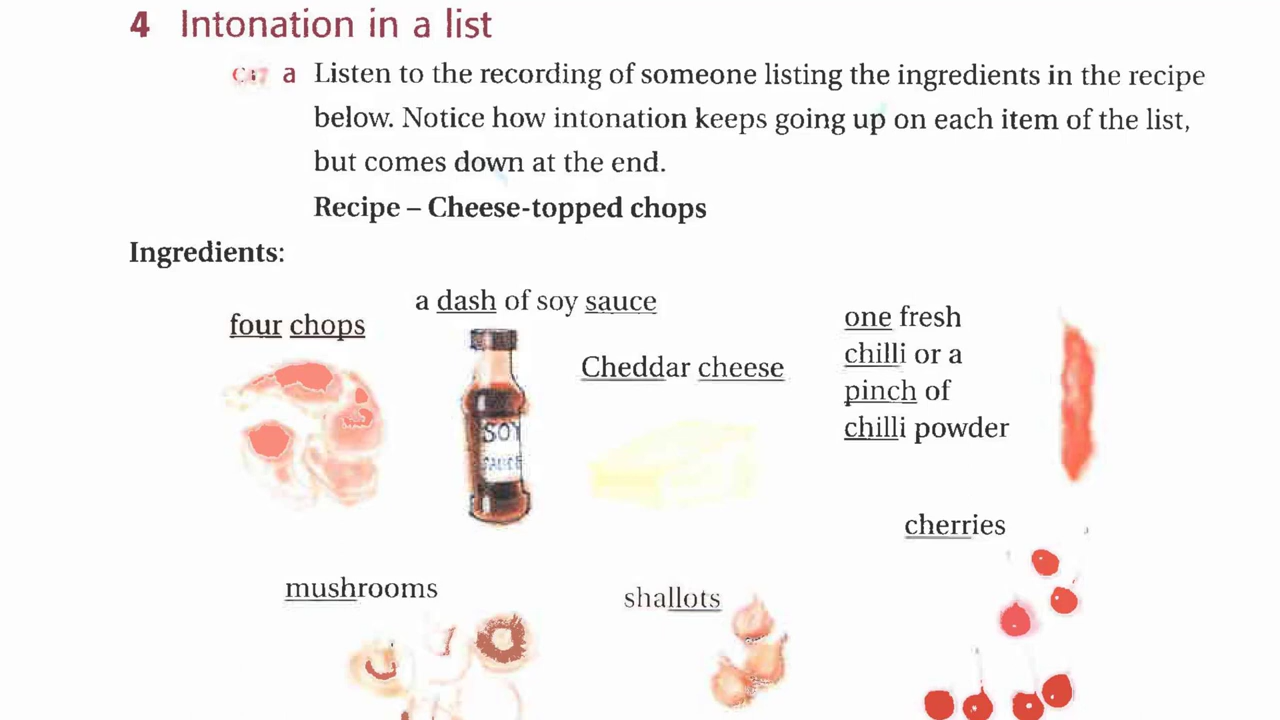 4 Intonation in a list
a Listen to the recording of someone listing the ingredients in the recipe
below. Notice how intonation keeps going up on each item of the list,
but comes down at the end.
Recipe – Cheese-topped chops
Ingredients:
four chops
a dash of soy sauce
Cheddar cheese
one fresh
chilli or a
pinch of
chilli powder
SOY
SAUCE
cherries
mushrooms
shallots